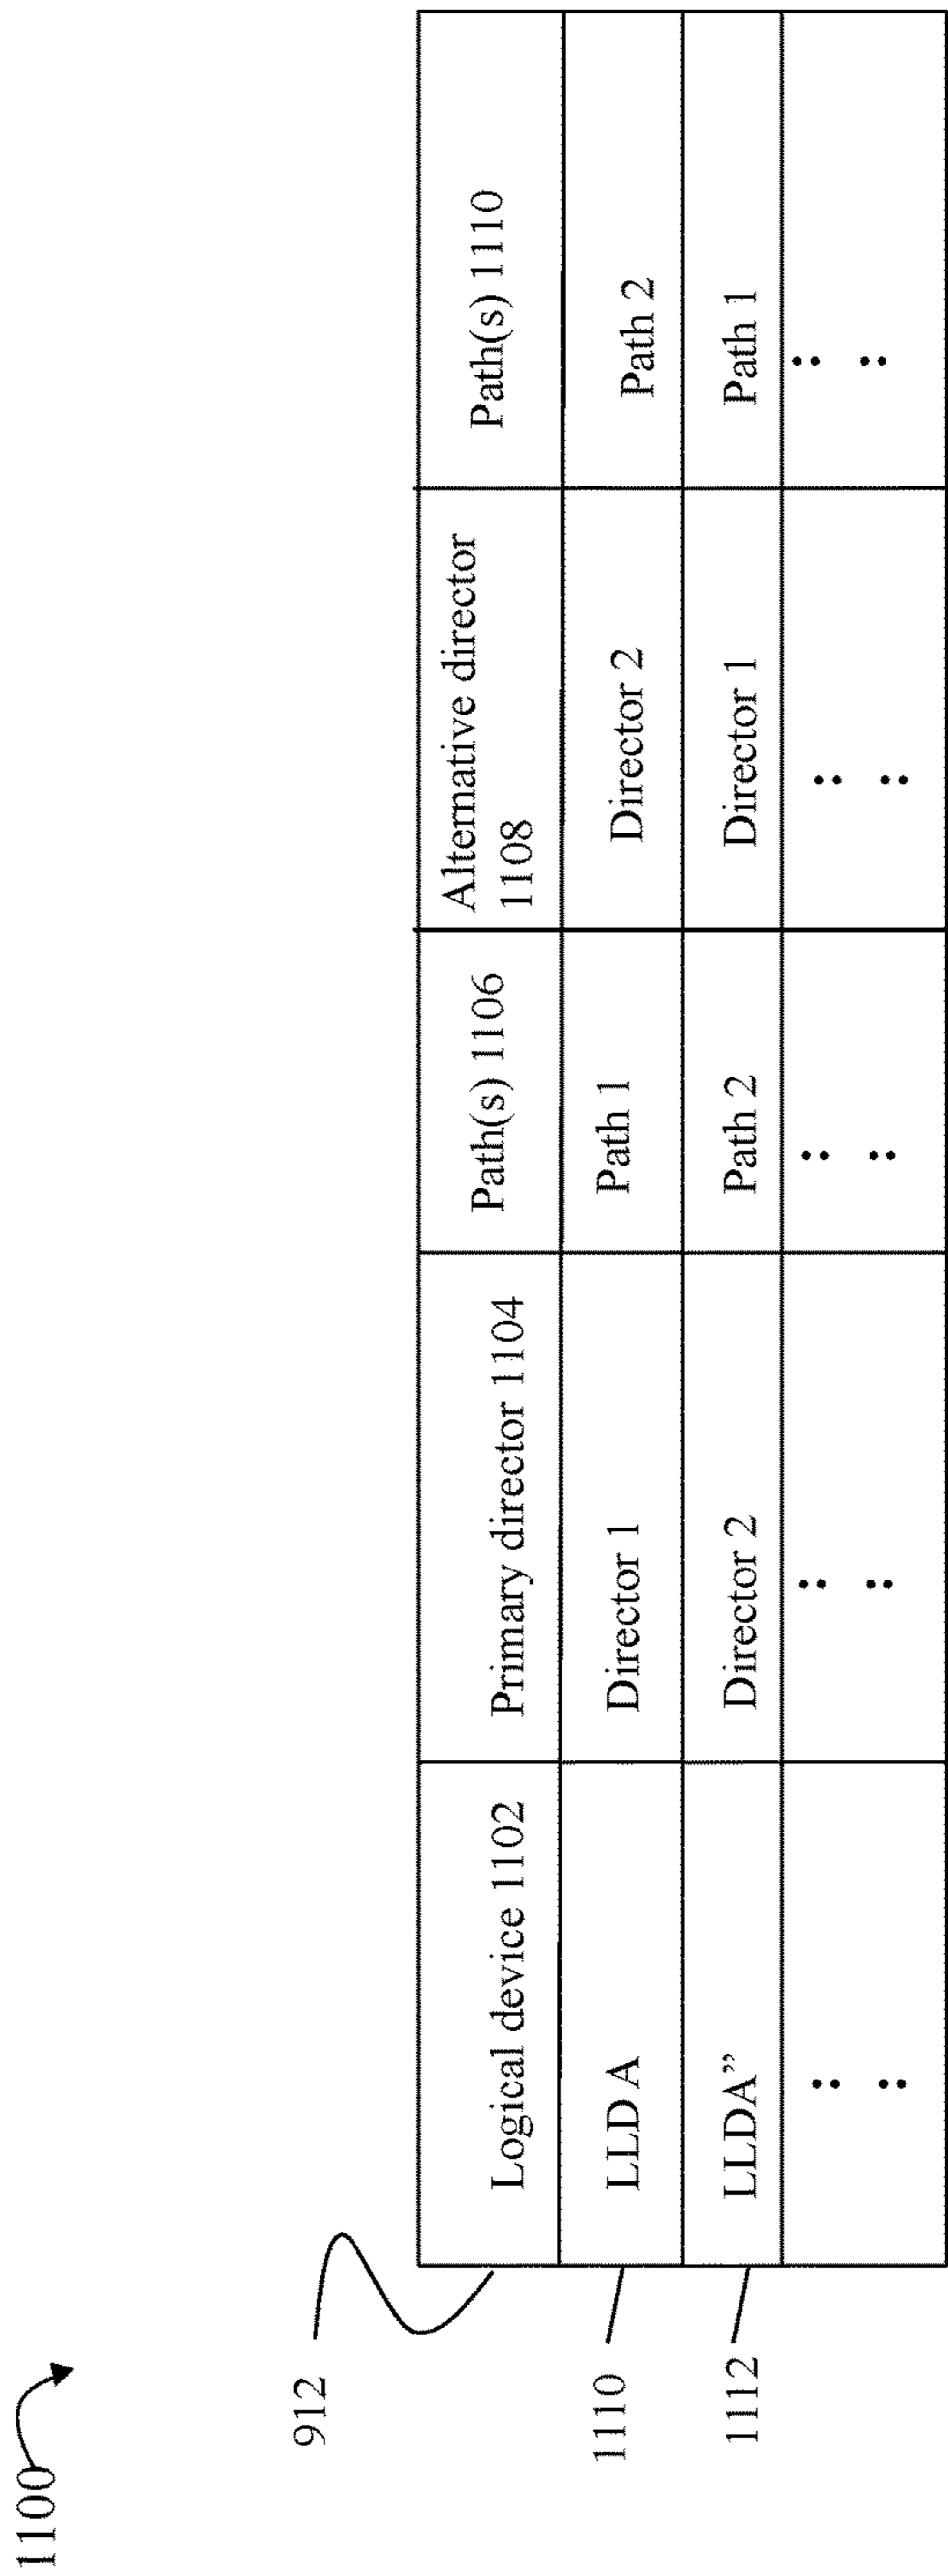 1100
912
Logical device 1102
Primary director 1104
Path(s) 1106
Alternative director
1108
Path(s) 1110
1110
LLD A
Director 1
Path 1
Director 2
Path 2
1112
LLDA”
Director 2
Path 2
Director 1
Path 1